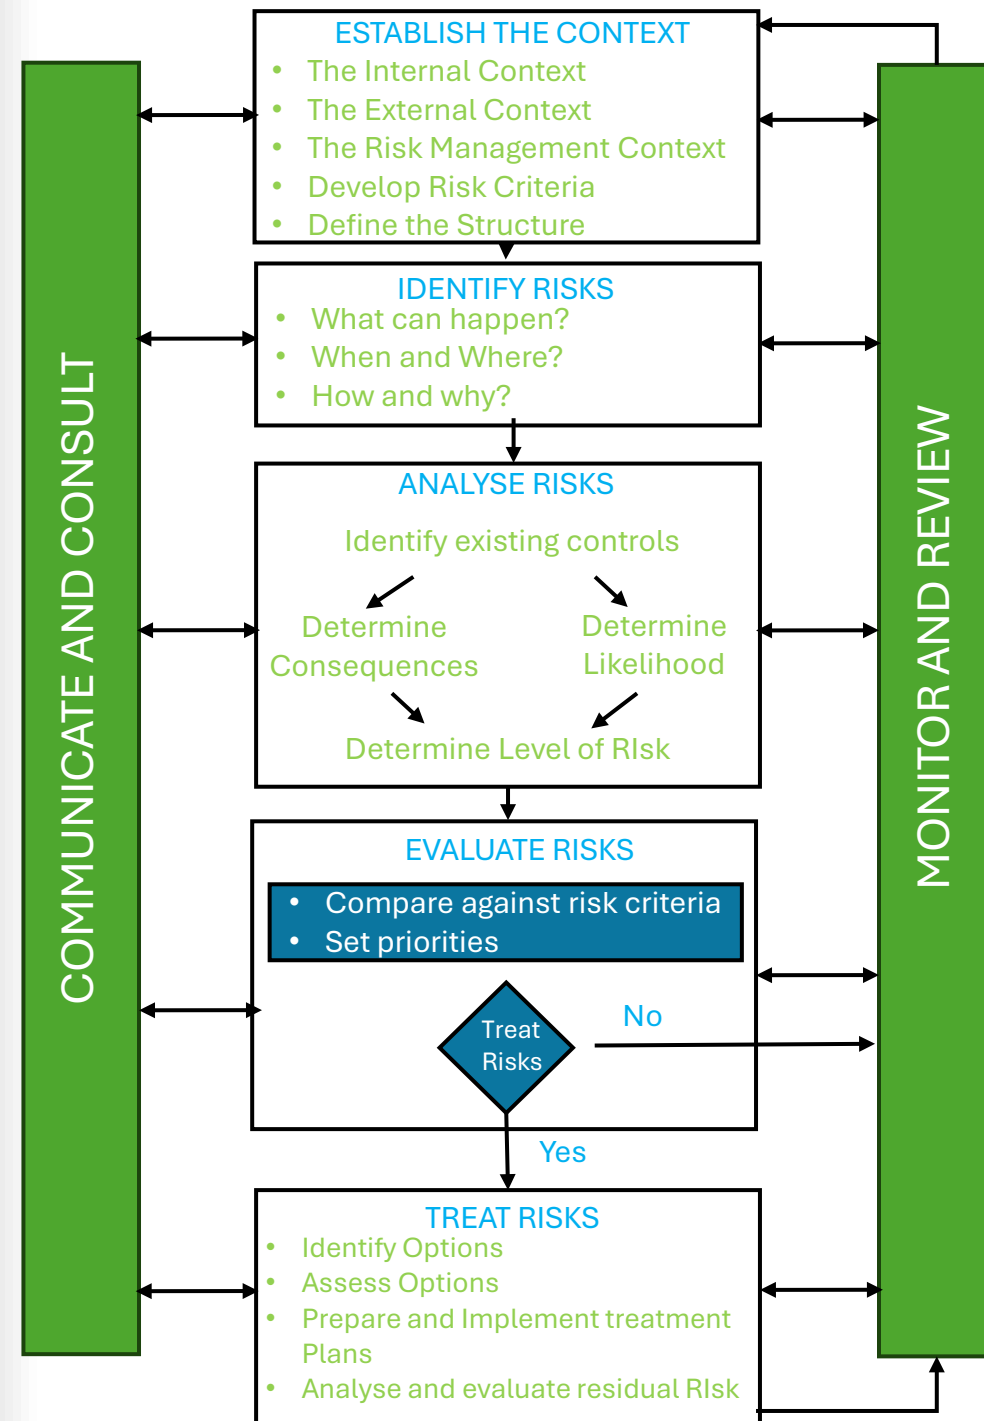 ESTABLISH THE CONTEXT
• The Internal Context
• The External Context
• The Risk Management Context
• Develop Risk Criteria
• Define the Structure
IDENTIFY RISKS
• What can happen?
• When and Where?
• How and why?
ANALYSE RISKS
Identify existing controls
Determine
Consequences
Determine
Likelihood
Determine Level of RIsk
EVALUATE RISKS
• Compare against risk criteria
• Set priorities
Treat
Risks
No
Yes
TREAT RISKS
• Identify Options
• Assess Options
• Prepare and Implement treatment
Plans
• Analyse and evaluate residual RIsk
COMMUNICATE AND CONSULT
MONITOR AND REVIEW